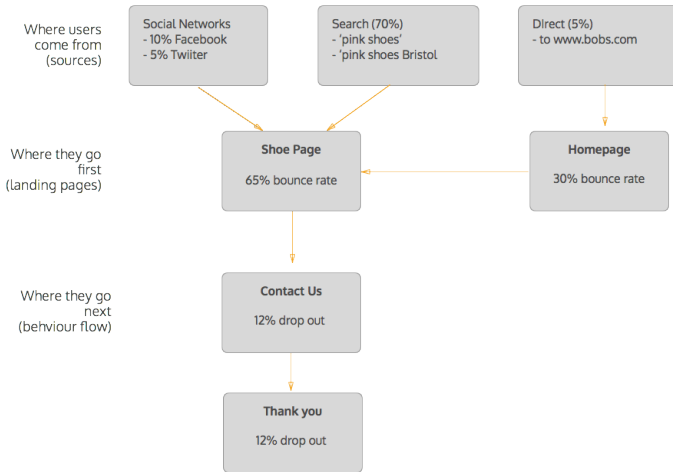 Where users
come from
(sources)
Social Networks
- 10% Facebook
- 5% Twiiter
Search (70%)
- ‘pink shoes’
- ‘pink shoes Bristol
DIrect (5%)
- to www.bobs.com
Where they go
first
(landing pages)
Shoe Page
65% bounce rate
Homepage
30% bounce rate
Where they go
next
(behviour flow)
Contact Us
12% drop out
Thank you
12% drop out